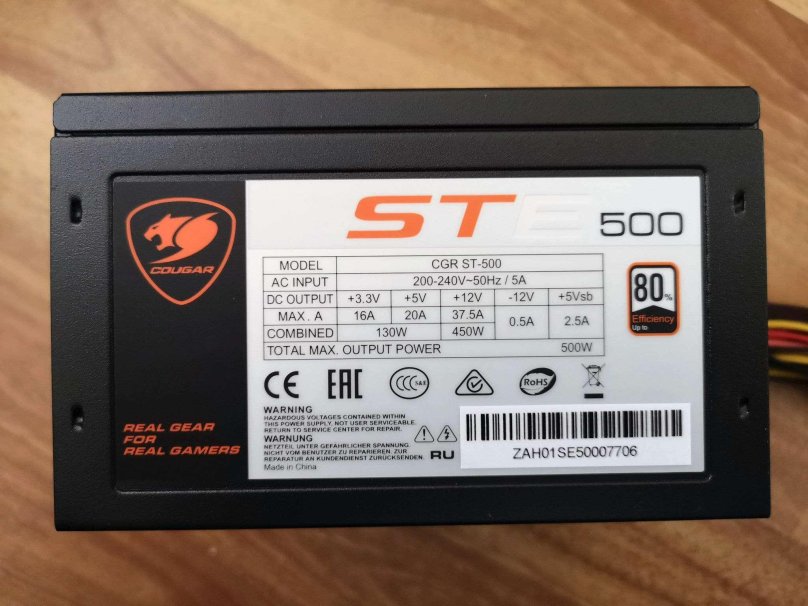 STE 500
COUGAR
MODEL CGR ST-500
AC INPUT 200-240V~50Hz / 5A
DC OUTPUT +3.3V +5V +12V -12V +5Vsb
MAX. A 16A 20A 37.5A 0.5A 2.5A
COMBINED 130W 450W
TOTAL MAX. OUTPUT POWER 500W
80%
Efficiency
Up to
CE EAC CCC S&E RoHS
WARNING
HAZARDOUS VOLTAGES CONTAINED WITHIN
THIS POWER SUPPLY, NOT USER SERVICEABLE.
RETURN TO SERVICE CENTER FOR REPAIR.
WARNUNG
NETZTEIL UNTER GEFÄHRLICHER SPANNUNG.
NICHT VOM BENUTZER ZU REPARIEREN. ZUR
REPARATUR AN KUNDENDIENST ZURÜCKSENDEN.
Made in China
RU
ZAH01SE50007706
REAL GEAR
FOR
REAL GAMERS